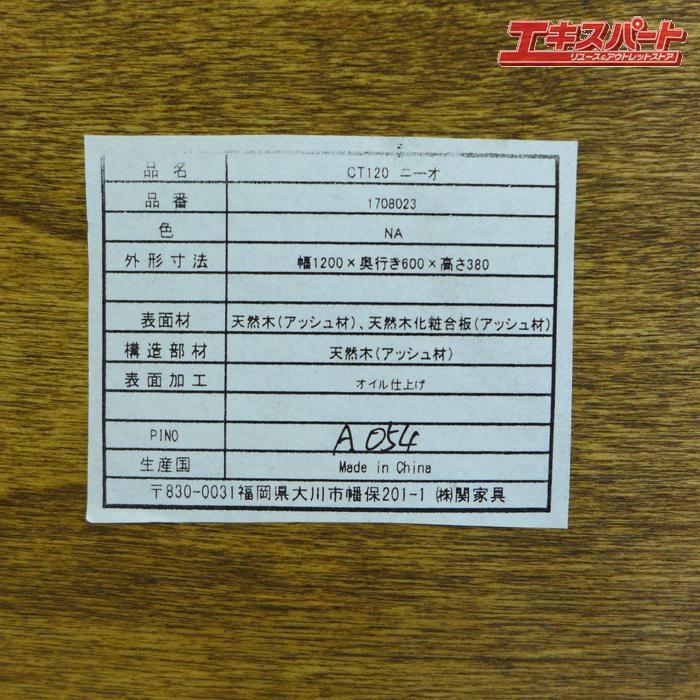 エキスパート
リユース&アウトレットストア
品名 CT120 ニーオ
品番 1708023
色 NA
外形寸法 幅1200×奥行き600×高さ380
表面材 天然木(アッシュ材)、天然木化粧合板(アッシュ材)
構造部材 天然木(アッシュ材)
表面加工 オイル仕上げ
PINO A054
生産国 Made in China
〒830-0031福岡県大川市幡保201-1 ㈱関家具